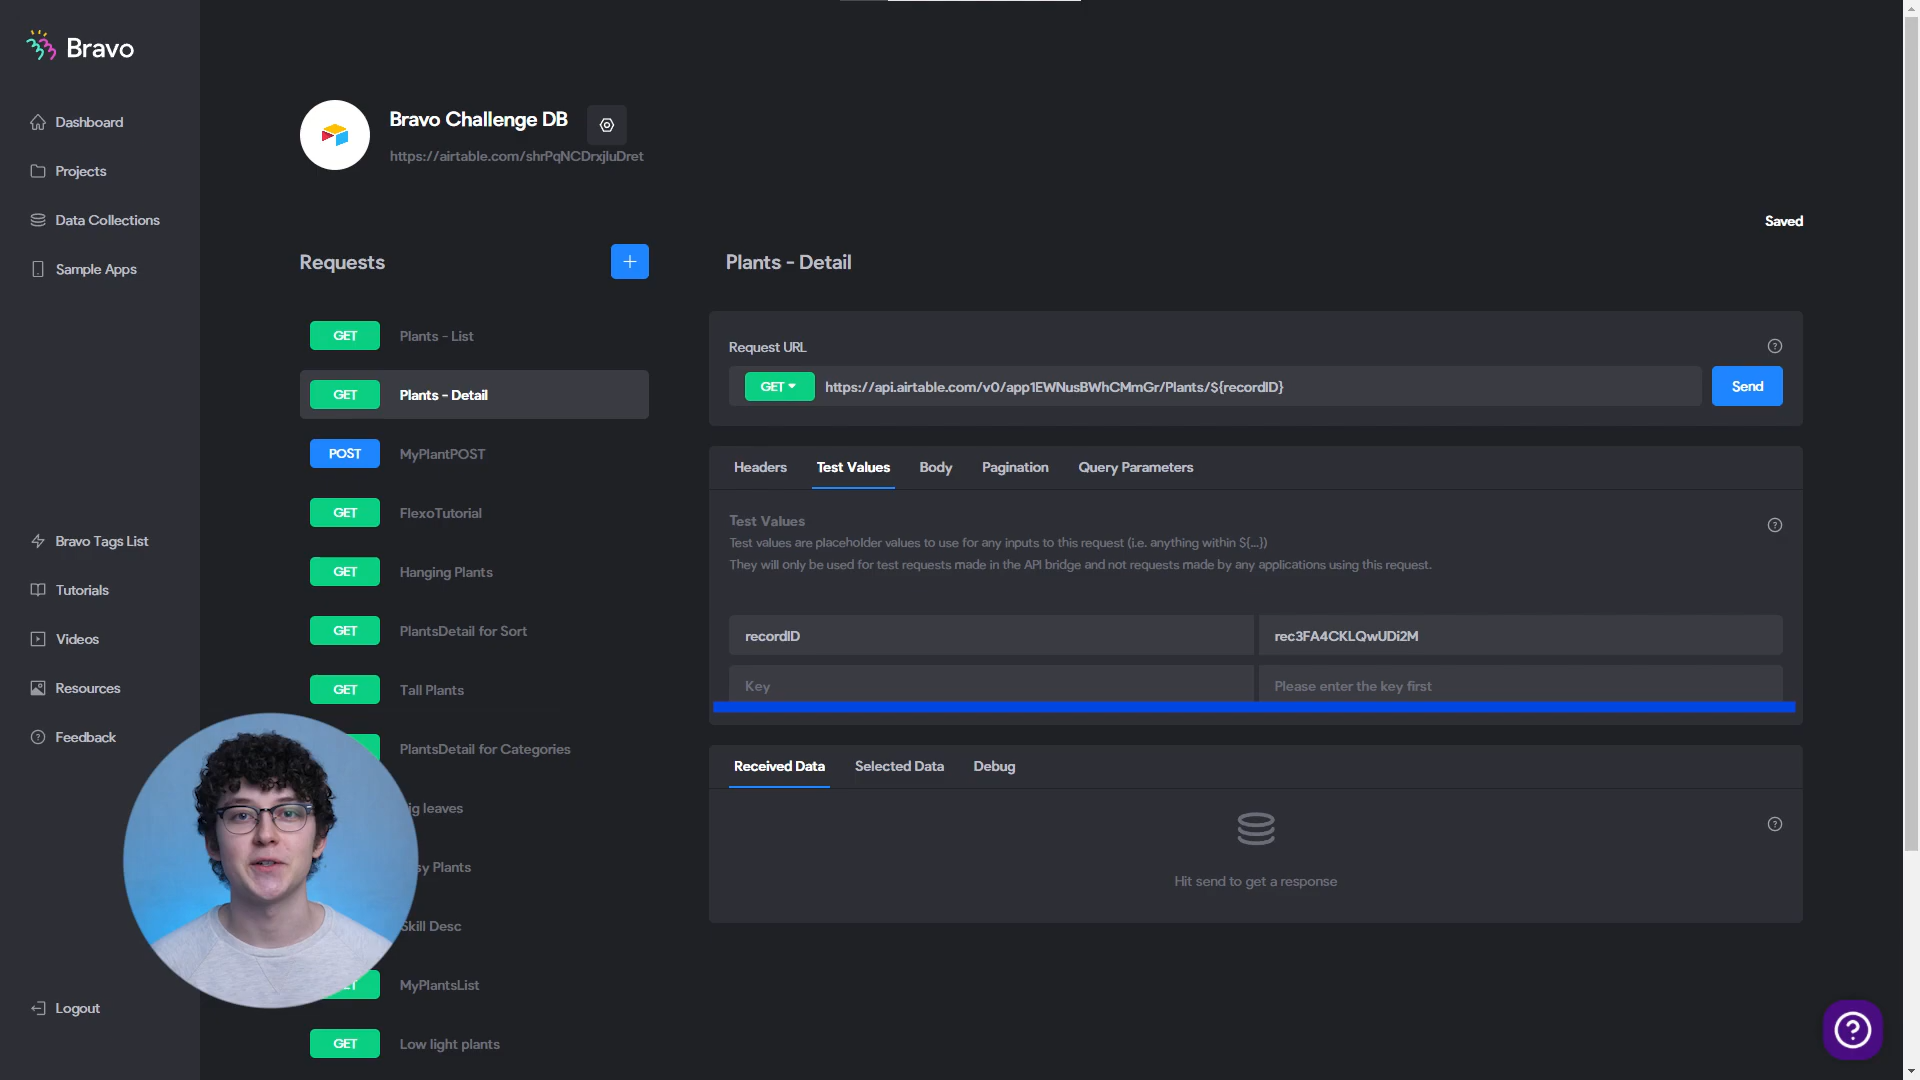 Bravo
Dashboard
Projects
Data Collections
Sample Apps
Bravo Tags List
Tutorials
Videos
Resources
Feedback
Logout
Bravo Challenge DB
https://airtable.com/shrPqNCDrxjluDret
Saved
Requests
+
GET Plants - List
GET Plants - Detail
POST MyPlantPOST
GET FlexoTutorial
GET Hanging Plants
GET PlantsDetail for Sort
GET Tall Plants
PlantsDetail for Categories
leaves
Plants
Skill Desc
MyPlantsList
GET Low light plants
Plants - Detail
Request URL
GET https://api.airtable.com/v0/app1EWNusBWhCMmGr/Plants/${recordID} Send
Headers Test Values Body Pagination Query Parameters
Test Values
Test values are placeholder values to use for any inputs to this request (i.e. anything within ${...})
They will only be used for test requests made in the API bridge and not requests made by any applications using this request.
recordID rec3FA4CKLQwUDi2M
Key Please enter the key first
Received Data Selected Data Debug
Hit send to get a response